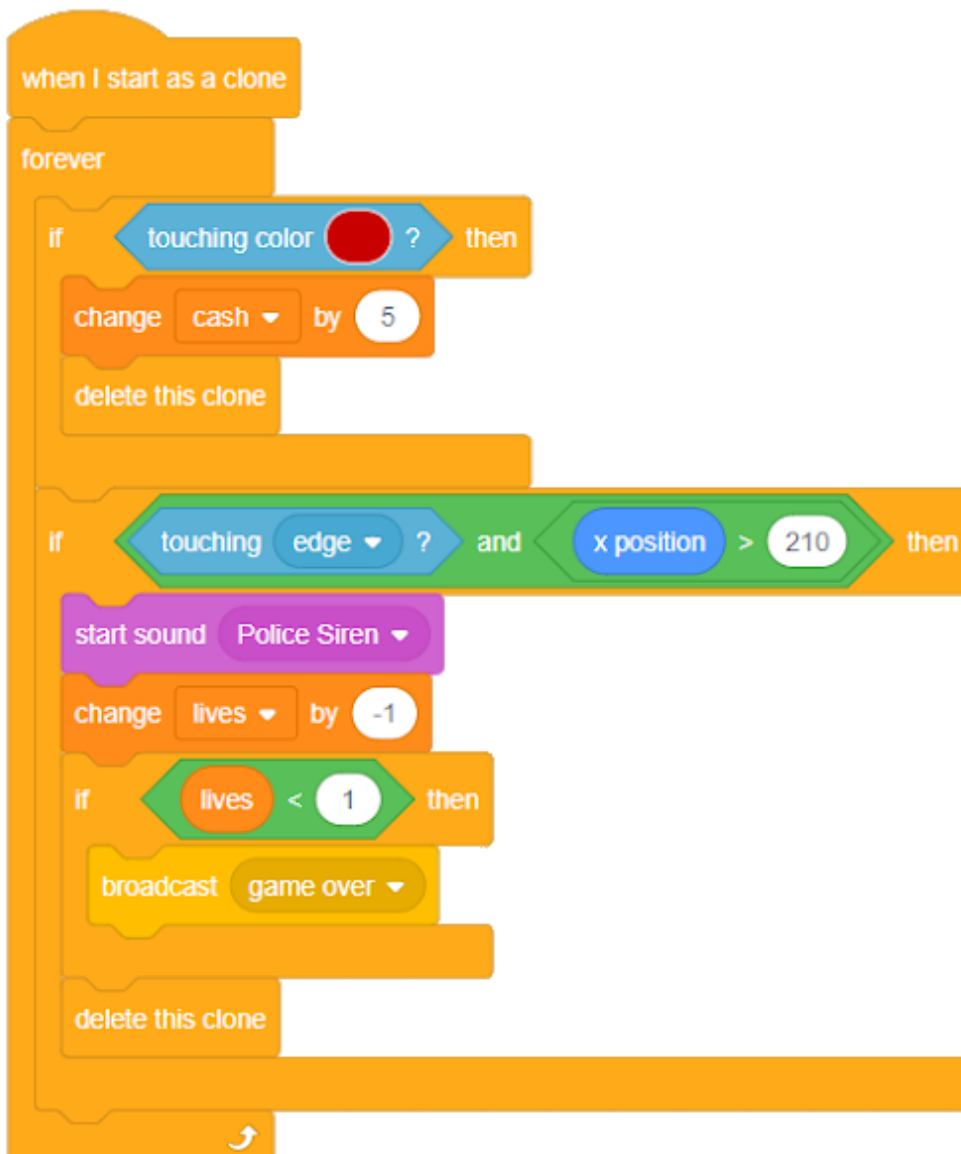 when I start as a clone
forever
if touching color ? then
change cash by 5
delete this clone
if touching edge ? and x position > 210 then
start sound Police Siren
change lives by -1
if lives < 1 then
broadcast game over
delete this clone